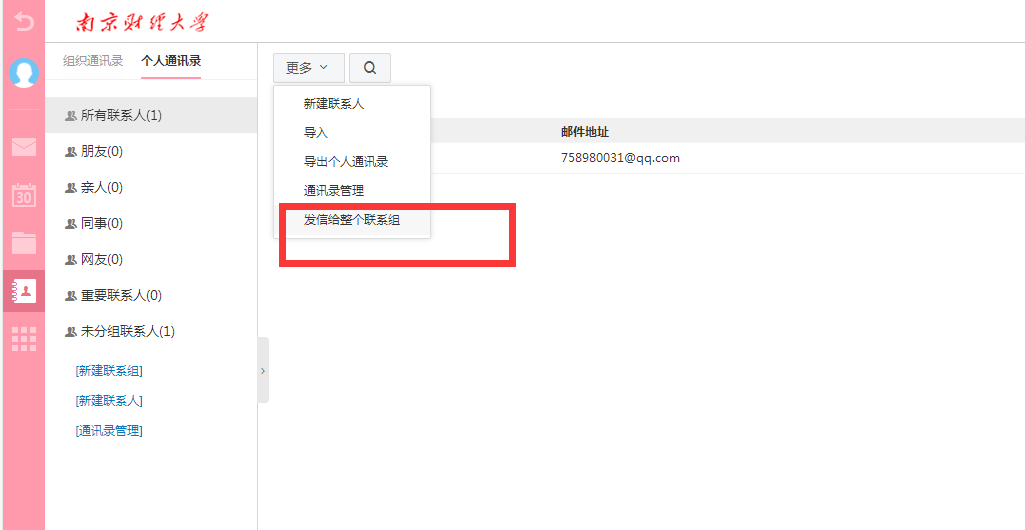 南京财经大学
组织通讯录 个人通讯录
所有联系人(1)
朋友(0)
亲人(0)
同事(0)
网友(0)
重要联系人(0)
未分组联系人(1)
[新建联系组]
[新建联系人]
[通讯录管理]
30
更多
新建联系人
导入
导出个人通讯录
通讯录管理
发信给整个联系组
邮件地址
758980031@qq.com